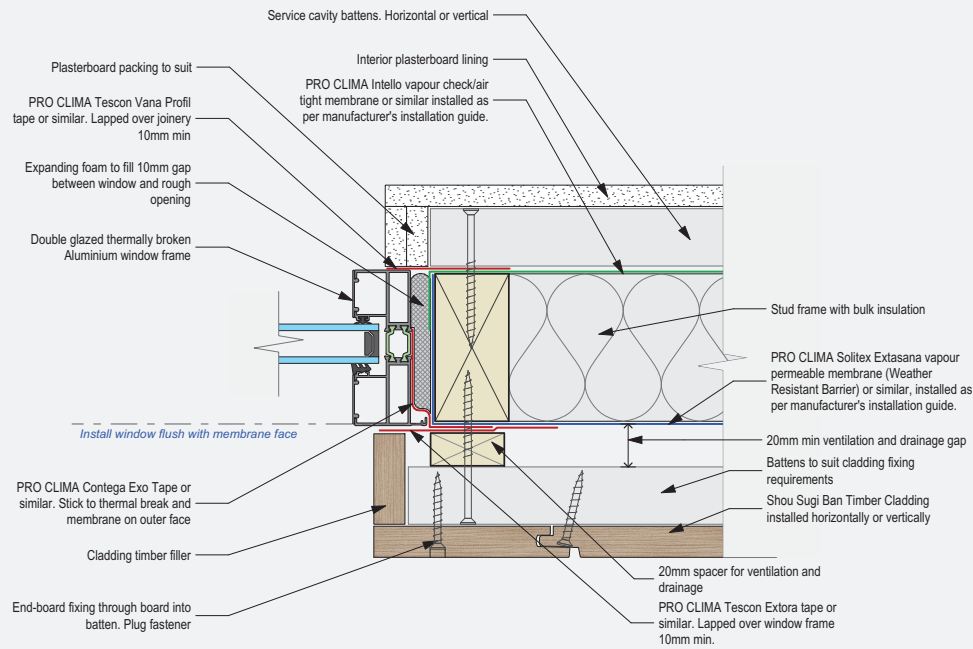 Service cavity battens. Horizontal or vertical
Interior plasterboard lining
Plasterboard packing to suit
PRO CLIMA Intello vapour check/air
tight membrane or similar installed as
per manufacturer's installation guide.
PRO CLIMA Tescon Vana Profil
tape or similar. Lapped over joinery
10mm min
Expanding foam to fill 10mm gap
between window and rough
opening
Double glazed thermally broken
Aluminium window frame
Stud frame with bulk insulation
PRO CLIMA Solitex Extasana vapour
permeable membrane (Weather
Resistant Barrier) or similar, installed as
per manufacturer's installation guide.
Install window flush with membrane face
20mm min ventilation and drainage gap
Battens to suit cladding fixing
requirements
PRO CLIMA Contega Exo Tape or
similar. Stick to thermal break and
membrane on outer face
Shou Sugi Ban Timber Cladding
installed horizontally or vertically
Cladding timber filler
20mm spacer for ventilation and
drainage
End-board fixing through board into
batten. Plug fastener
PRO CLIMA Tescon Extora tape or
similar. Lapped over window frame
10mm min.